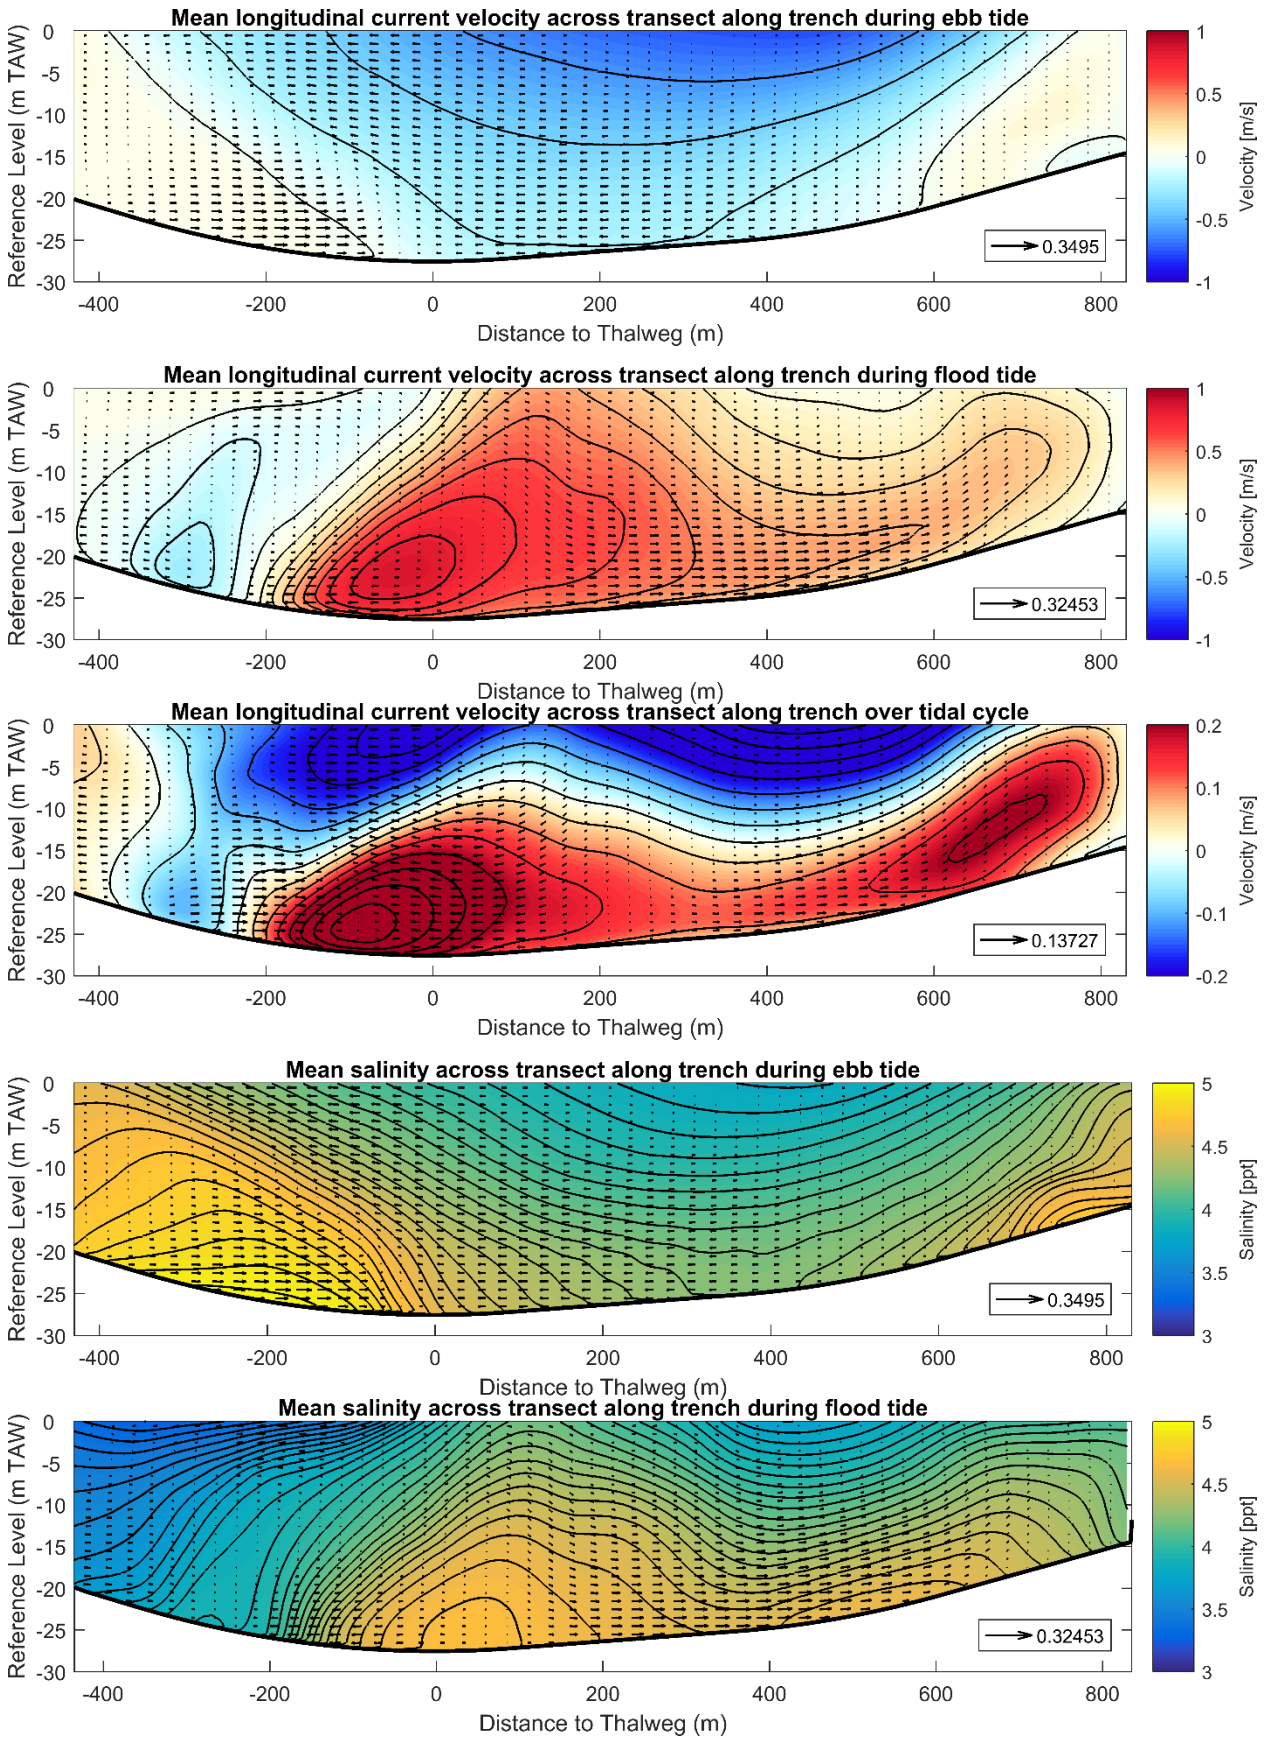 Mean longitudinal current velocity across transect along trench during ebb tide
0
-5
-10
-15
-20
-25
-30
Reference Level (m TAW)
-400 -200 0 200 400 600 800
Distance to Thalweg (m)
0.3495
1
0.5
0
-0.5
-1
Velocity [m/s]
Mean longitudinal current velocity across transect along trench during flood tide
0
-5
-10
-15
-20
-25
-30
Reference Level (m TAW)
-400 -200 0 200 400 600 800
Distance to Thalweg (m)
0.32453
1
0.5
0
-0.5
-1
Velocity [m/s]
Mean longitudinal current velocity across transect along trench over tidal cycle
0
-5
-10
-15
-20
-25
-30
Reference Level (m TAW)
-400 -200 0 200 400 600 800
Distance to Thalweg (m)
0.13727
0.2
0.1
0
-0.1
-0.2
Velocity [m/s]
Mean salinity across transect along trench during ebb tide
0
-5
-10
-15
-20
-25
-30
Reference Level (m TAW)
-400 -200 0 200 400 600 800
Distance to Thalweg (m)
0.3495
5
4.5
4
3.5
3
Salinity [ppt]
Mean salinity across transect along trench during flood tide
0
-5
-10
-15
-20
-25
-30
Reference Level (m TAW)
-400 -200 0 200 400 600 800
Distance to Thalweg (m)
0.32453
5
4.5
4
3.5
3
Salinity [ppt]